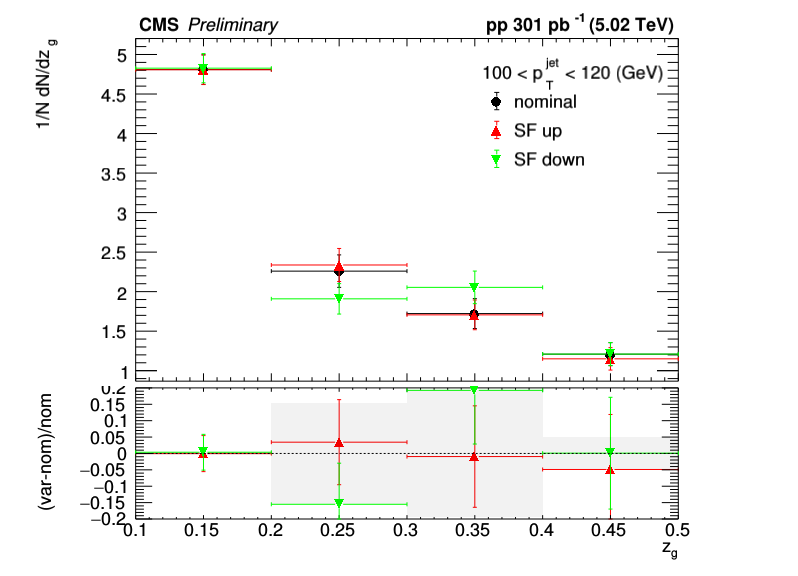 CMS Preliminary pp 301 pb⁻¹ (5.02 TeV)
1/N dN/dz_g
5
4.5
4
3.5
3
2.5
2
1.5
1
100 < p_T^jet < 120 (GeV)
nominal
SF up
SF down
(var-nom)/nom
0.2
0.15
0.1
0.05
0
−0.05
−0.1
−0.15
−0.2
0.1 0.15 0.2 0.25 0.3 0.35 0.4 0.45 0.5
z_g